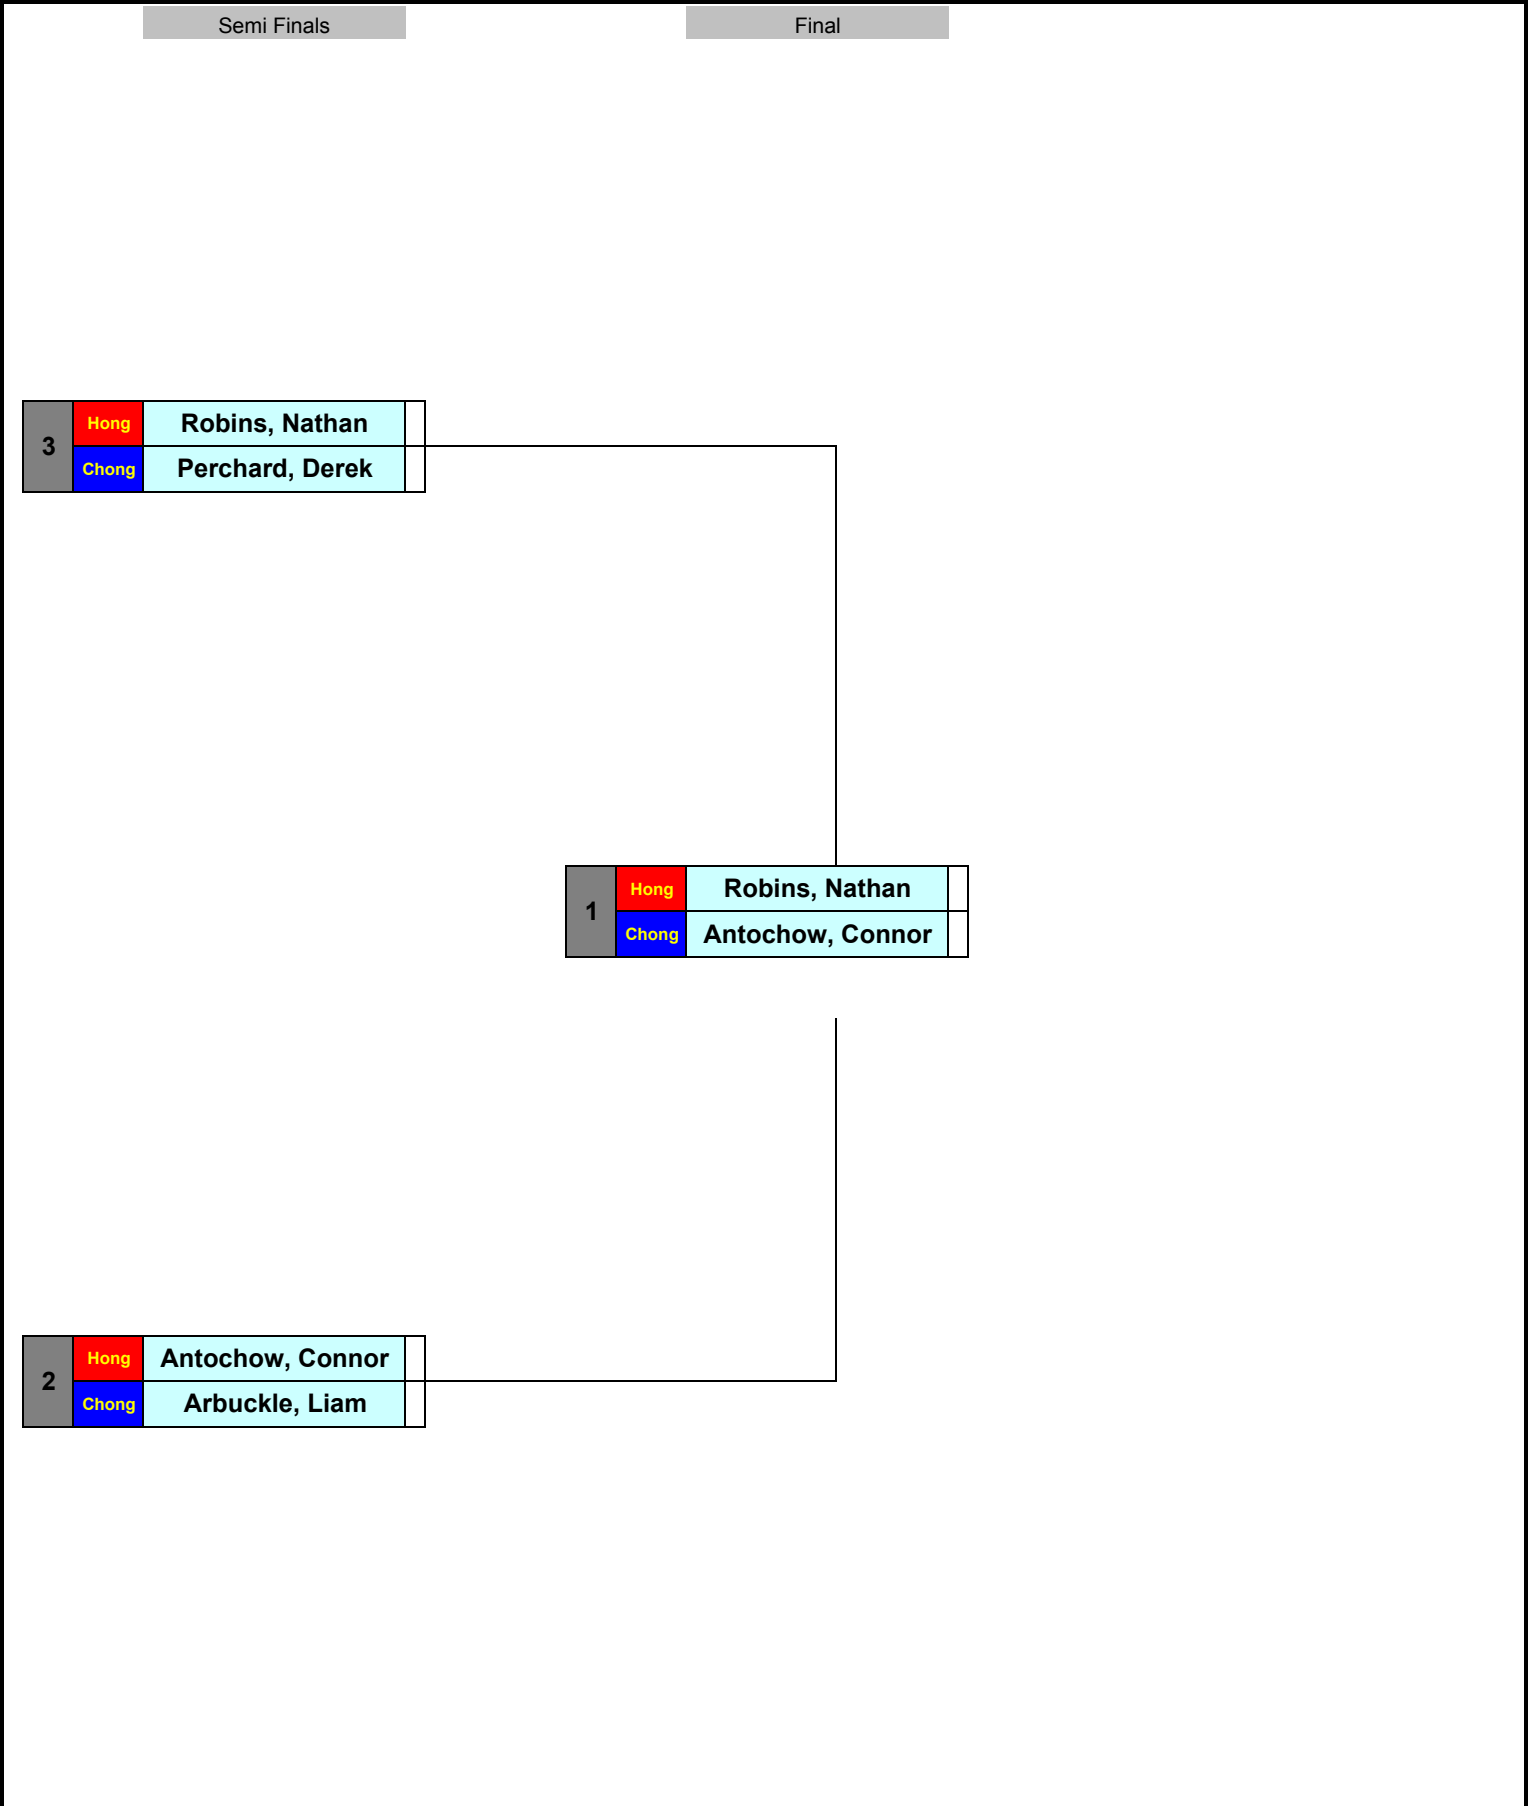 Semi Finals
Final
3
Hong
Robins, Nathan
Chong
Perchard, Derek
1
Hong
Robins, Nathan
Chong
Antochow, Connor
2
Hong
Antochow, Connor
Chong
Arbuckle, Liam